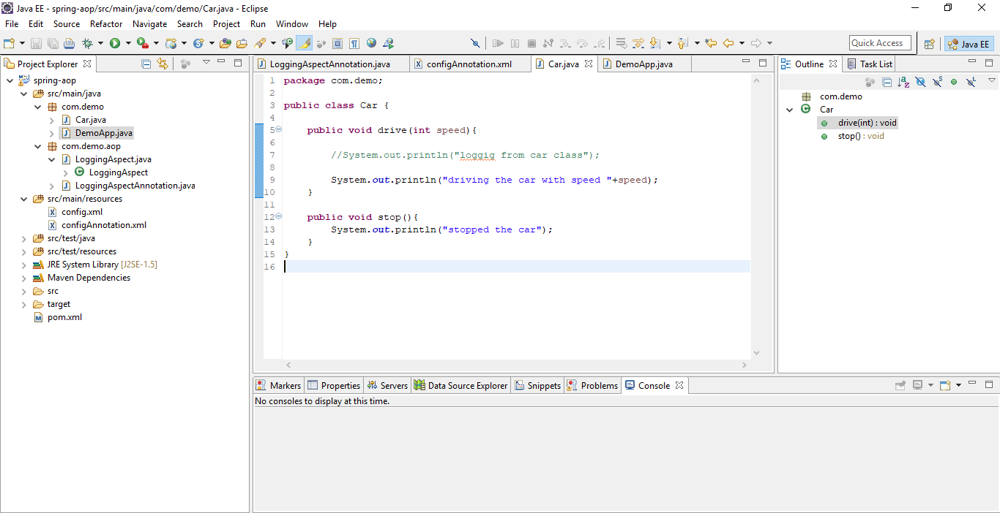 Java EE - spring-aop/src/main/java/com/demo/Car.java - Eclipse
File Edit Source Refactor Navigate Search Project Run Window Help
Quick Access
Java EE
Project Explorer
spring-aop
src/main/java
com.demo
Car.java
DemoApp.java
com.demo.aop
LoggingAspect.java
LoggingAspect
LoggingAspectAnnotation.java
src/main/resources
config.xml
configAnnotation.xml
src/test/java
src/test/resources
JRE System Library [J2SE-1.5]
Maven Dependencies
src
target
pom.xml
LoggingAspectAnnotation.java configAnnotation.xml Car.java DemoApp.java
1 package com.demo;
2
3 public class Car {
4
5 public void drive(int speed){
6
7 //System.out.println("loggig from car class");
8
9 System.out.println("driving the car with speed "+speed);
10 }
11
12 public void stop(){
13 System.out.println("stopped the car");
14 }
15 }
16
Outline Task List
com.demo
Car
drive(int) : void
stop() : void
Markers Properties Servers Data Source Explorer Snippets Problems Console
No consoles to display at this time.